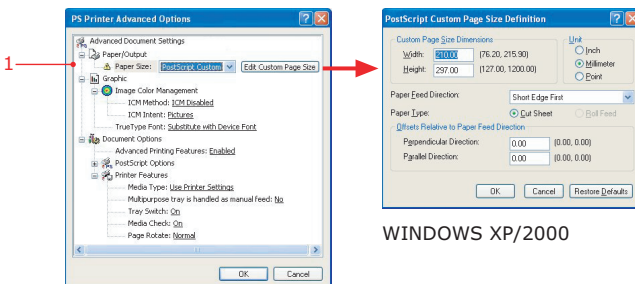 PS Printer Advanced Options
Advanced Document Settings
Paper/Output
1
Paper Size: PostScript Custom Edit Custom Page Size
Graphic
Image Color Management
ICM Method: ICM Disabled
ICM Intent: Pictures
TrueType Font: Substitute with Device Font
Document Options
Advanced Printing Features: Enabled
PostScript Options
Printer Features
Media Type: Use Printer Settings
Multipurpose tray is handled as manual feed: No
Tray Switch: On
Media Check: On
Page Rotate: Normal
OK Cancel
PostScript Custom Page Size Definition
Custom Page Size Dimensions
Width: 210.00 (76.20, 215.90)
Height: 297.00 (127.00, 1200.00)
Unit
Inch
Millimeter
Point
Paper Feed Direction: Short Edge First
Paper Type: Cut Sheet Roll Feed
Offsets Relative to Paper Feed Direction
Perpendicular Direction: 0.00 (0.00, 0.00)
Parallel Direction: 0.00 (0.00, 0.00)
OK Cancel Restore Defaults
WINDOWS XP/2000